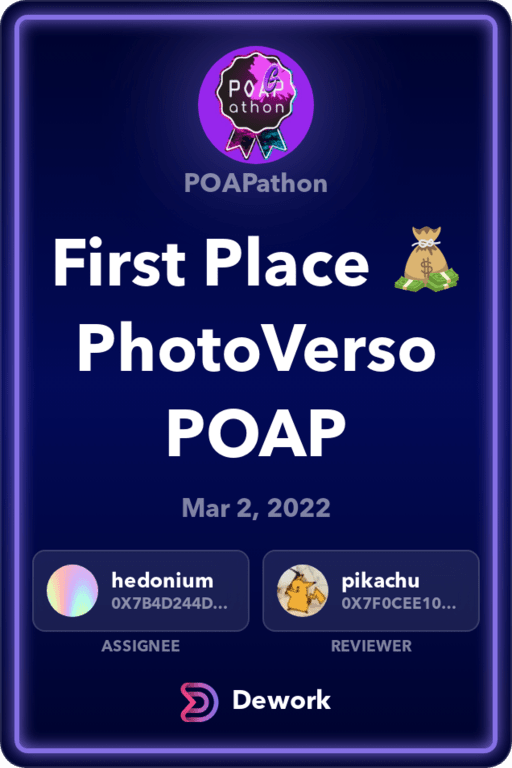 POAP
athon
POAPathon
First Place 💰
PhotoVerso
POAP
Mar 2, 2022
hedonium
0X7B4D244D...
pikachu
0X7F0CEE10...
ASSIGNEE
REVIEWER
Dework